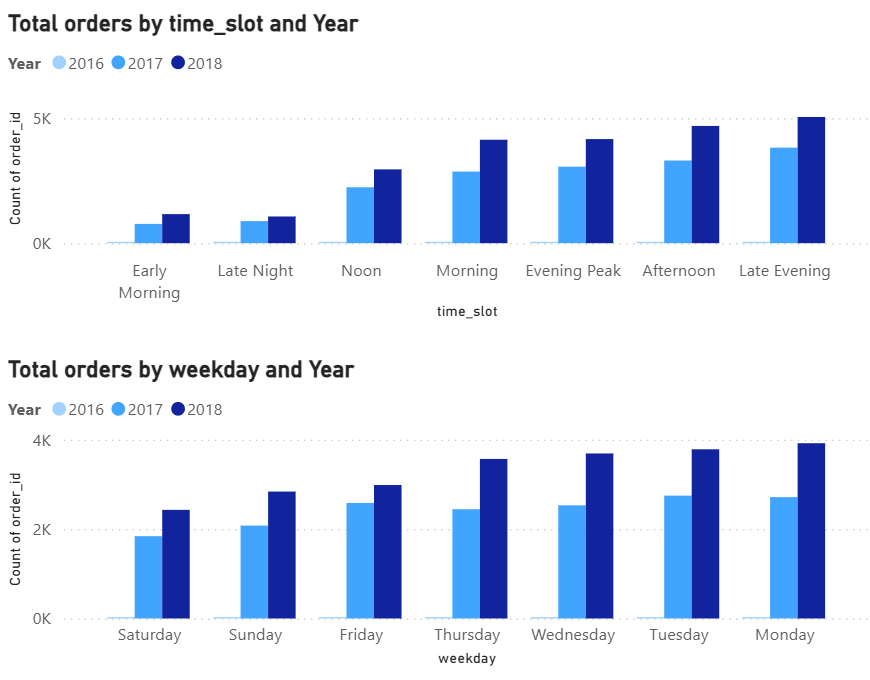 Total orders by time_slot and Year
Year 2016 2017 2018
Count of order_id
5K
0K
Early Morning Late Night Noon Morning Evening Peak Afternoon Late Evening
time_slot
Total orders by weekday and Year
Year 2016 2017 2018
Count of order_id
4K
2K
0K
Saturday Sunday Friday Thursday Wednesday Tuesday Monday
weekday